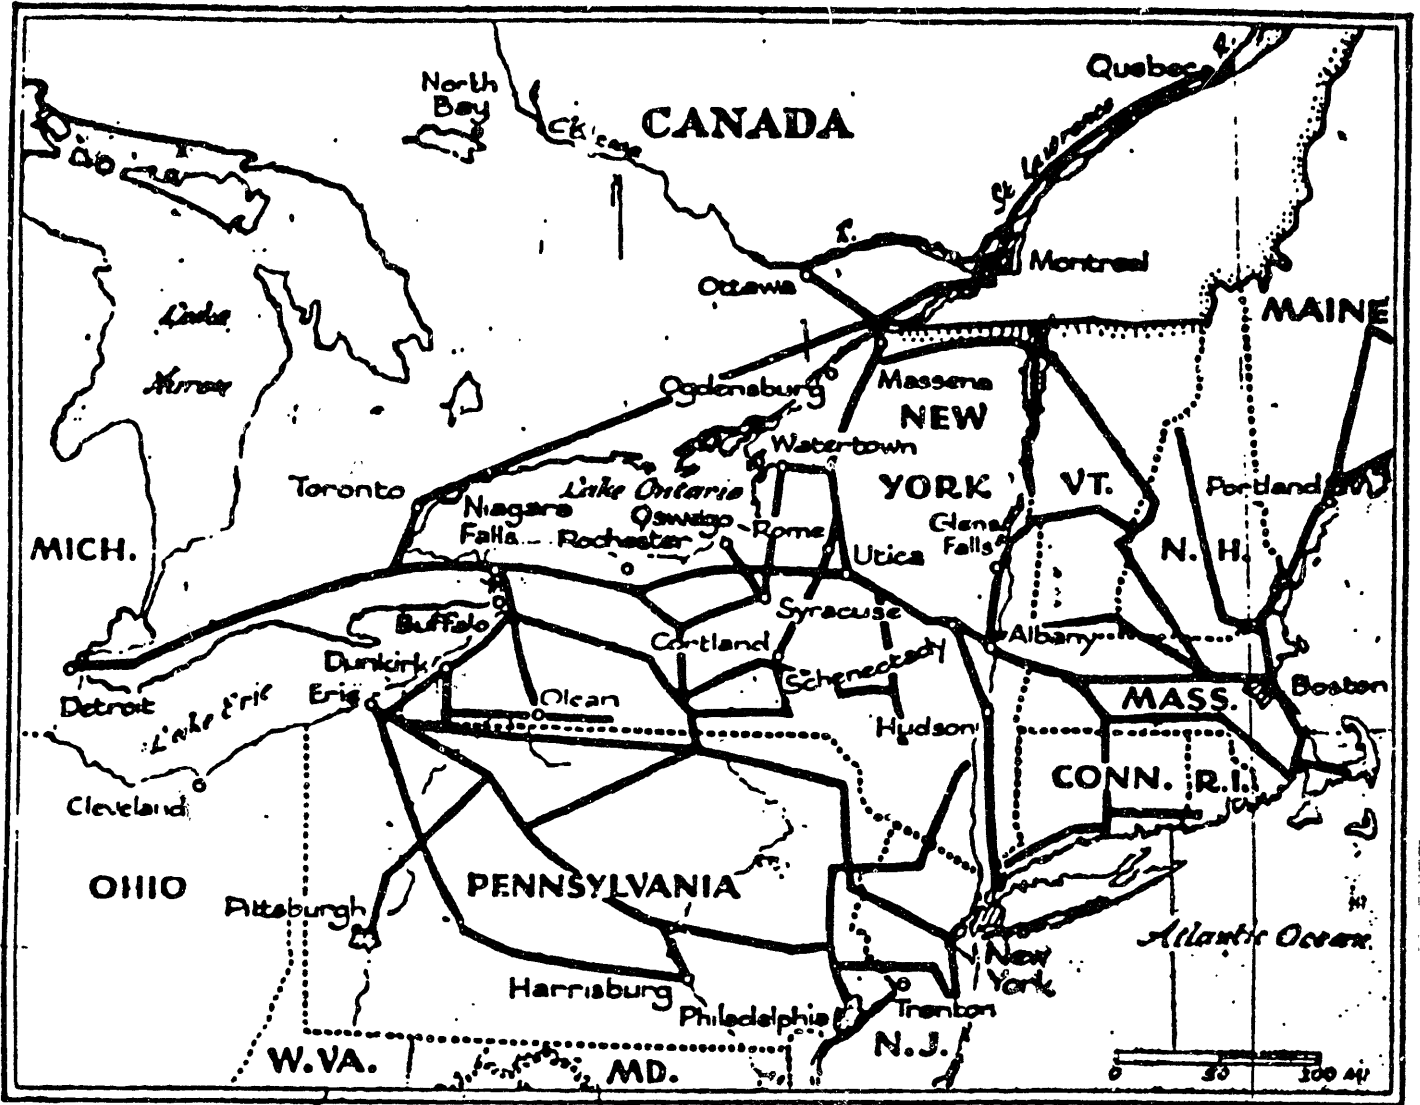 Quebec R.
North
Bay
CANADA
St. Lawrence
R.
Montreal
Ottawa
MAINE
Lake
Huron
Ogdensburg
Massena
NEW
YORK
Watertown
Toronto
Lake Ontario
Niagara
Falls
Oswego
Rome
Rochester
Glens
Falls
VT.
Portland
N. H.
MICH.
Utica
Syracuse
Buffalo
Cortland
Albany
Schenectady
Dunkirk
Erie
Olean
Detroit
Lake Erie
Hudson
MASS.
Boston
CONN.
R.I.
Cleveland
OHIO
PENNSYLVANIA
Pittsburgh
Atlantic Ocean
New
York
Harrisburg
Philadelphia
Trenton
N.J.
W.VA.
MD.
0 50 100 MI